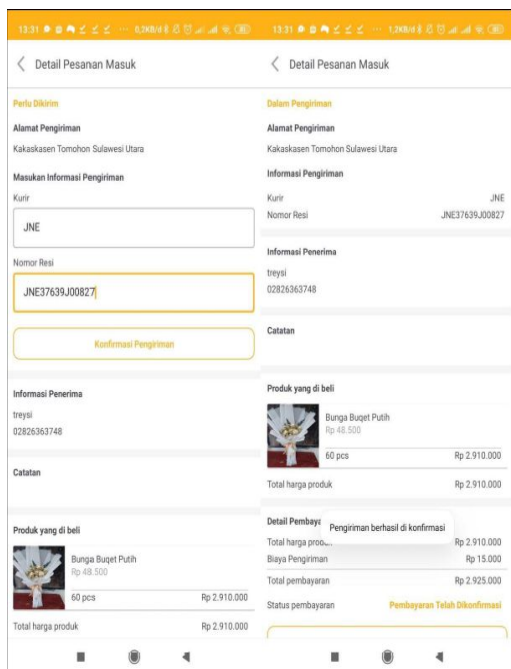 13:31 0,2KB/d
Detail Pesanan Masuk
Perlu Dikirim
Alamat Pengiriman
Kakaskasen Tomohon Sulawesi Utara
Masukan Informasi Pengiriman
Kurir
JNE
Nomor Resi
JNE37639J00827
Konfirmasi Pengiriman
Informasi Penerima
treysi
02826363748
Catatan
Produk yang di beli
Bunga Buqet Putih
Rp 48.500
60 pcs Rp 2.910.000
Total harga produk Rp 2.910.000
13:31 1,2KB/d
Detail Pesanan Masuk
Dalam Pengiriman
Alamat Pengiriman
Kakaskasen Tomohon Sulawesi Utara
Informasi Pengiriman
Kurir JNE
Nomor Resi JNE37639J00827
Informasi Penerima
treysi
02826363748
Catatan
Produk yang di beli
Bunga Buqet Putih
Rp 48.500
60 pcs Rp 2.910.000
Total harga produk Rp 2.910.000
Detail Pembaya
Pengiriman berhasil di konfirmasi
Total harga produ Rp 2.910.000
Biaya Pengiriman Rp 15.000
Total pembayaran Rp 2.925.000
Status pembayaran Pembayaran Telah Dikonfirmasi